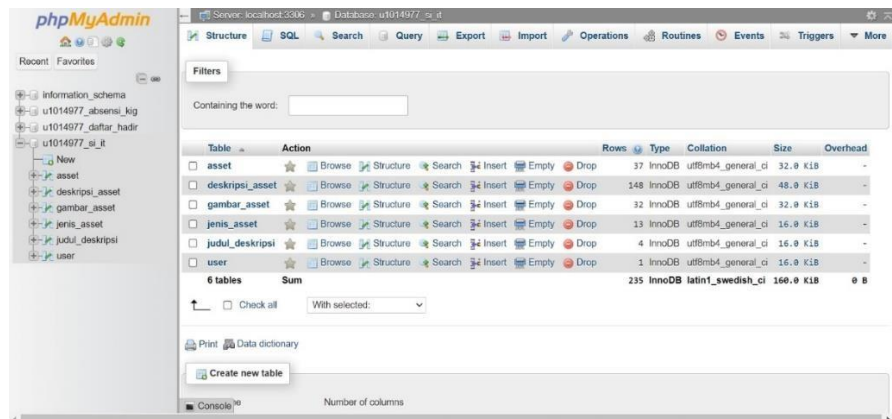 phpMyAdmin
Recent Favorites
information_schema
u1014977_absensi_kig
u1014977_daftar_hadir
u1014977_si_it
New
asset
deskripsi_asset
gambar_asset
jenis_asset
judul_deskripsi
user
Server: localhost:3306 » Database: u1014977_si_it
Structure SQL Search Query Export Import Operations Routines Events Triggers More
Filters
Containing the word:
Table Action Rows Type Collation Size Overhead
asset Browse Structure Search Insert Empty Drop 37 InnoDB utf8mb4_general_ci 32.0 KiB -
deskripsi_asset Browse Structure Search Insert Empty Drop 148 InnoDB utf8mb4_general_ci 48.0 KiB -
gambar_asset Browse Structure Search Insert Empty Drop 32 InnoDB utf8mb4_general_ci 32.0 KiB -
jenis_asset Browse Structure Search Insert Empty Drop 13 InnoDB utf8mb4_general_ci 16.0 KiB -
judul_deskripsi Browse Structure Search Insert Empty Drop 4 InnoDB utf8mb4_general_ci 16.0 KiB -
user Browse Structure Search Insert Empty Drop 1 InnoDB utf8mb4_general_ci 16.0 KiB -
6 tables Sum 235 InnoDB latin1_swedish_ci 160.0 KiB 0 B
Check all With selected:
Print Data dictionary
Create new table
Console Number of columns